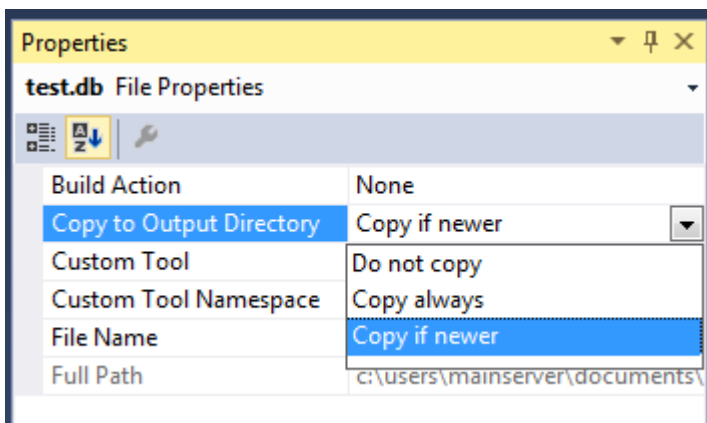 Properties
test.db File Properties
Build Action None
Copy to Output Directory Copy if newer
Custom Tool Do not copy
Custom Tool Namespace Copy always
File Name Copy if newer
Full Path c:\users\mainserver\documents\